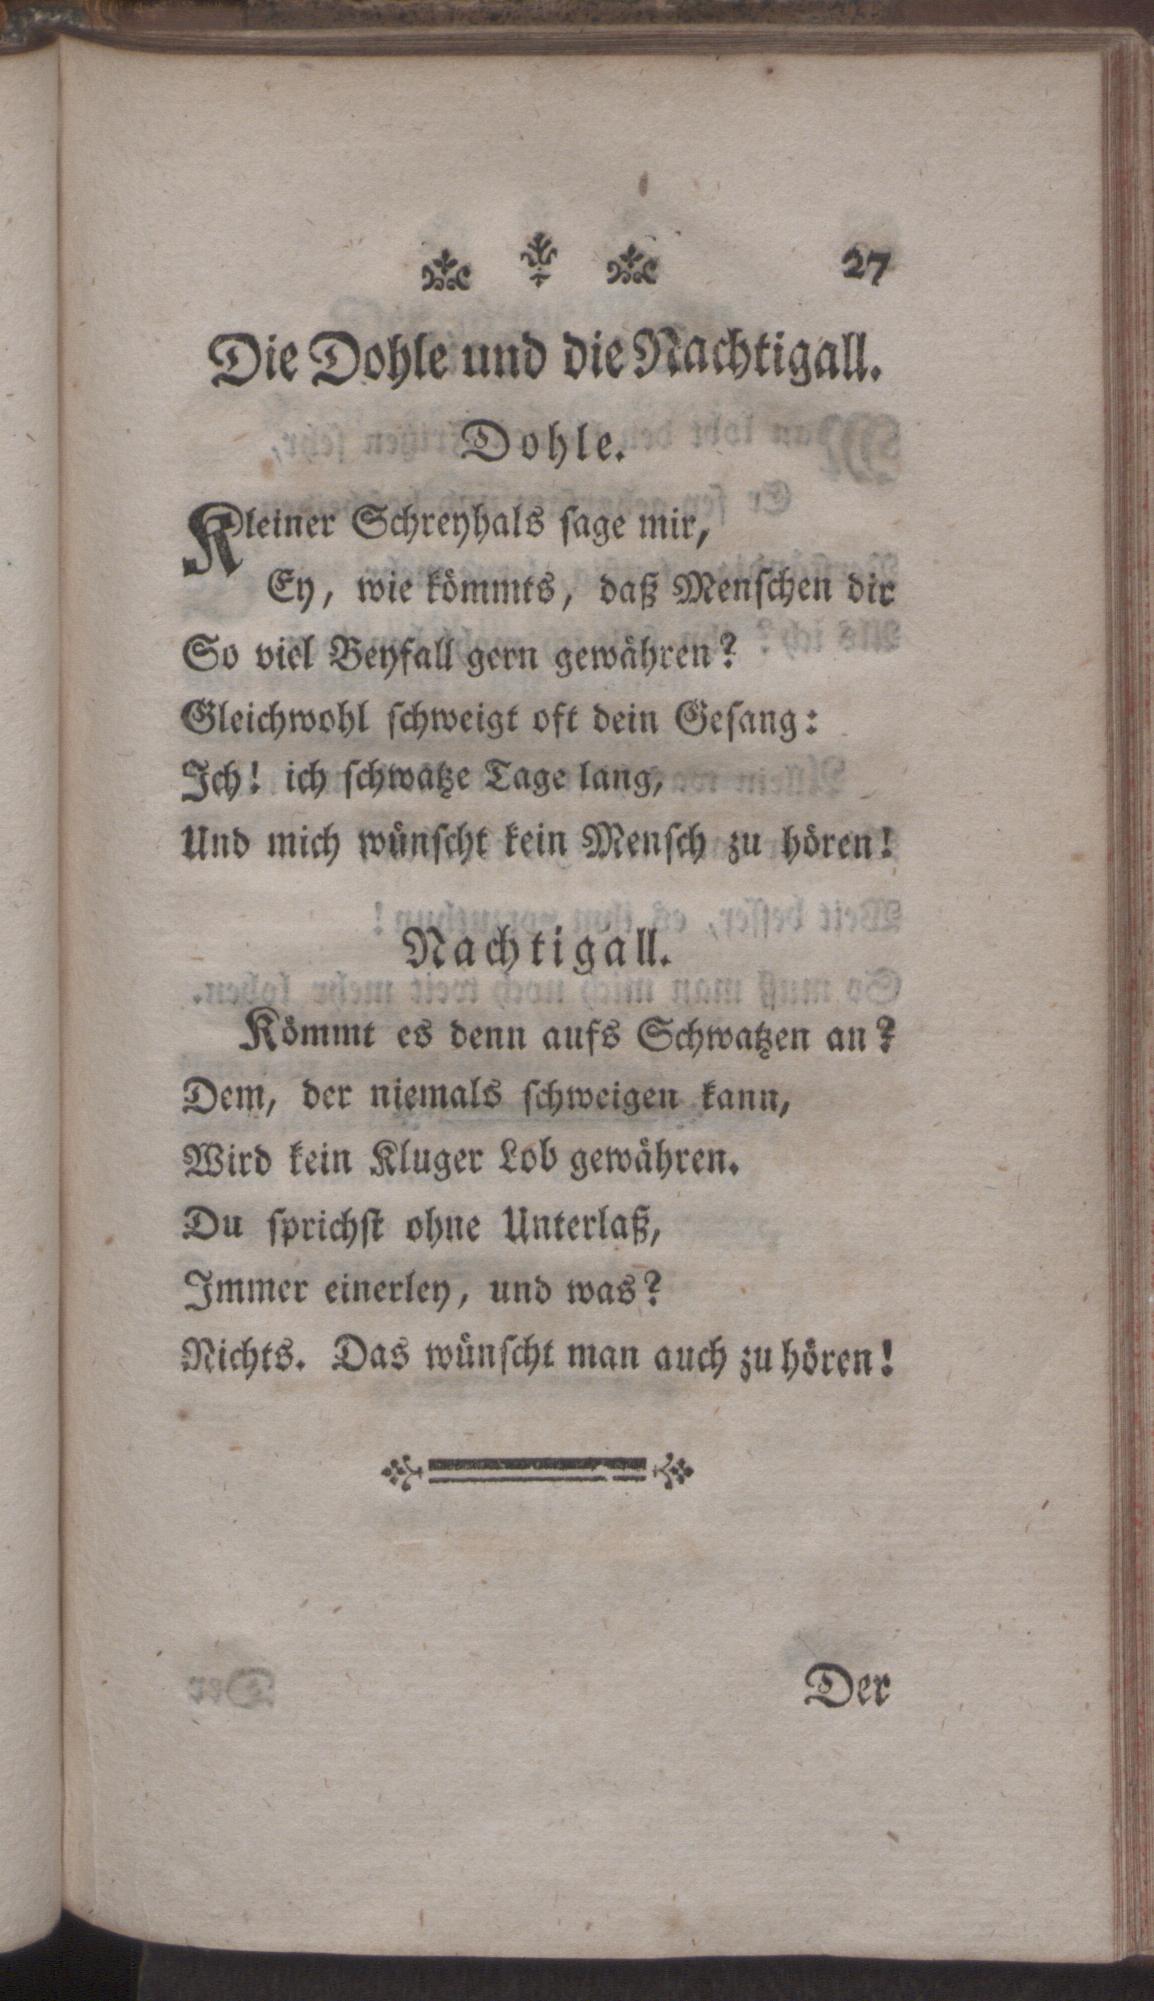 27
Die Dohle und die Nachtigall.
Dohle.
Kleiner Schreyhals ſage mir,
Ey, wie kömmts, daß Menſchen dir
So viel Beyfall gern gewähren?
Gleichwohl ſchweigt oft dein Geſang:
Ich! ich ſchwatze Tage lang,
Und mich wünſcht kein Menſch zu hören!
Nachtigall.
Kömmt es denn aufs Schwatzen an?
Dem, der niemals ſchweigen kann,
Wird kein Kluger Lob gewähren.
Du ſprichſt ohne Unterlaß,
Immer einerley, und was?
Nichts. Das wünſcht man auch zu hören!
Der